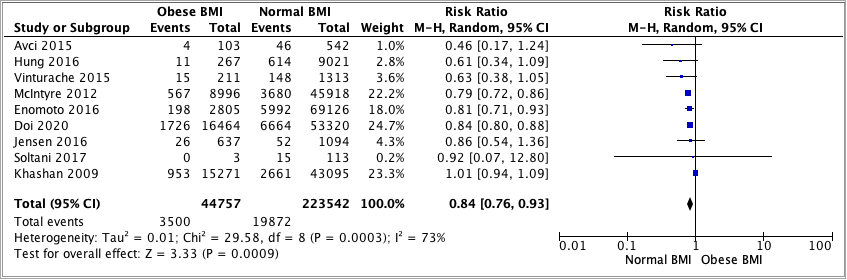 Obese BMI Normal BMI Risk Ratio Risk Ratio
Study or Subgroup Events Total Events Total Weight M-H, Random, 95% CI M-H, Random, 95% CI
Avci 2015 4 103 46 542 1.0% 0.46 [0.17, 1.24]
Hung 2016 11 267 614 9021 2.8% 0.61 [0.34, 1.09]
Vinturache 2015 15 211 148 1313 3.6% 0.63 [0.38, 1.05]
McIntyre 2012 567 8996 3680 45918 22.2% 0.79 [0.72, 0.86]
Enomoto 2016 198 2805 5992 69126 18.0% 0.81 [0.71, 0.93]
Doi 2020 1726 16464 6664 53320 24.7% 0.84 [0.80, 0.88]
Jensen 2016 26 637 52 1094 4.3% 0.86 [0.54, 1.36]
Soltani 2017 0 3 15 113 0.2% 0.92 [0.07, 12.80]
Khashan 2009 953 15271 2661 43095 23.3% 1.01 [0.94, 1.09]
Total (95% CI) 44757 223542 100.0% 0.84 [0.76, 0.93]
Total events 3500 19872
Heterogeneity: Tau² = 0.01; Chi² = 29.58, df = 8 (P = 0.0003); I² = 73%
Test for overall effect: Z = 3.33 (P = 0.0009)
0.01 0.1 1 10 100
Normal BMI Obese BMI